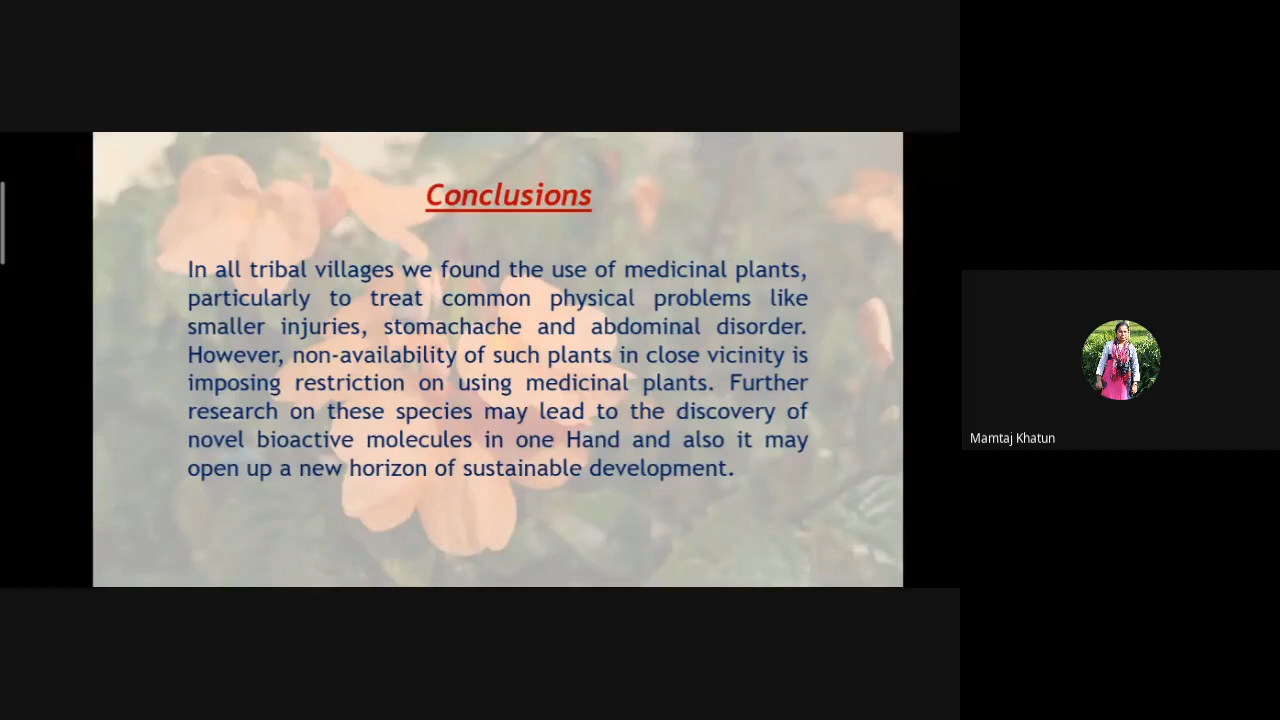 Conclusions
In all tribal villages we found the use of medicinal plants,
particularly to treat common physical problems like
smaller injuries, stomachache and abdominal disorder.
However, non-availability of such plants in close vicinity is
imposing restriction on using medicinal plants. Further
research on these species may lead to the discovery of
novel bioactive molecules in one Hand and also it may
open up a new horizon of sustainable development.
Mamtaj Khatun